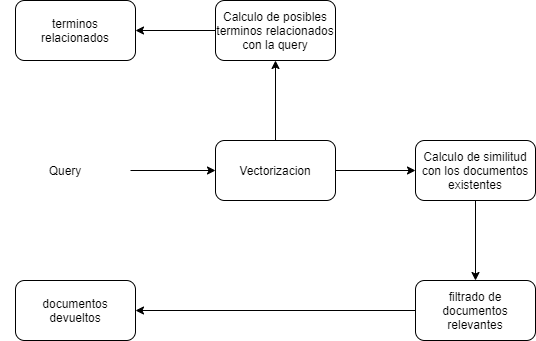 terminos
relacionados
Calculo de posibles
terminos relacionados
con la query
Query
Vectorizacion
Calculo de similitud
con los documentos
existentes
documentos
devueltos
filtrado de
documentos
relevantes